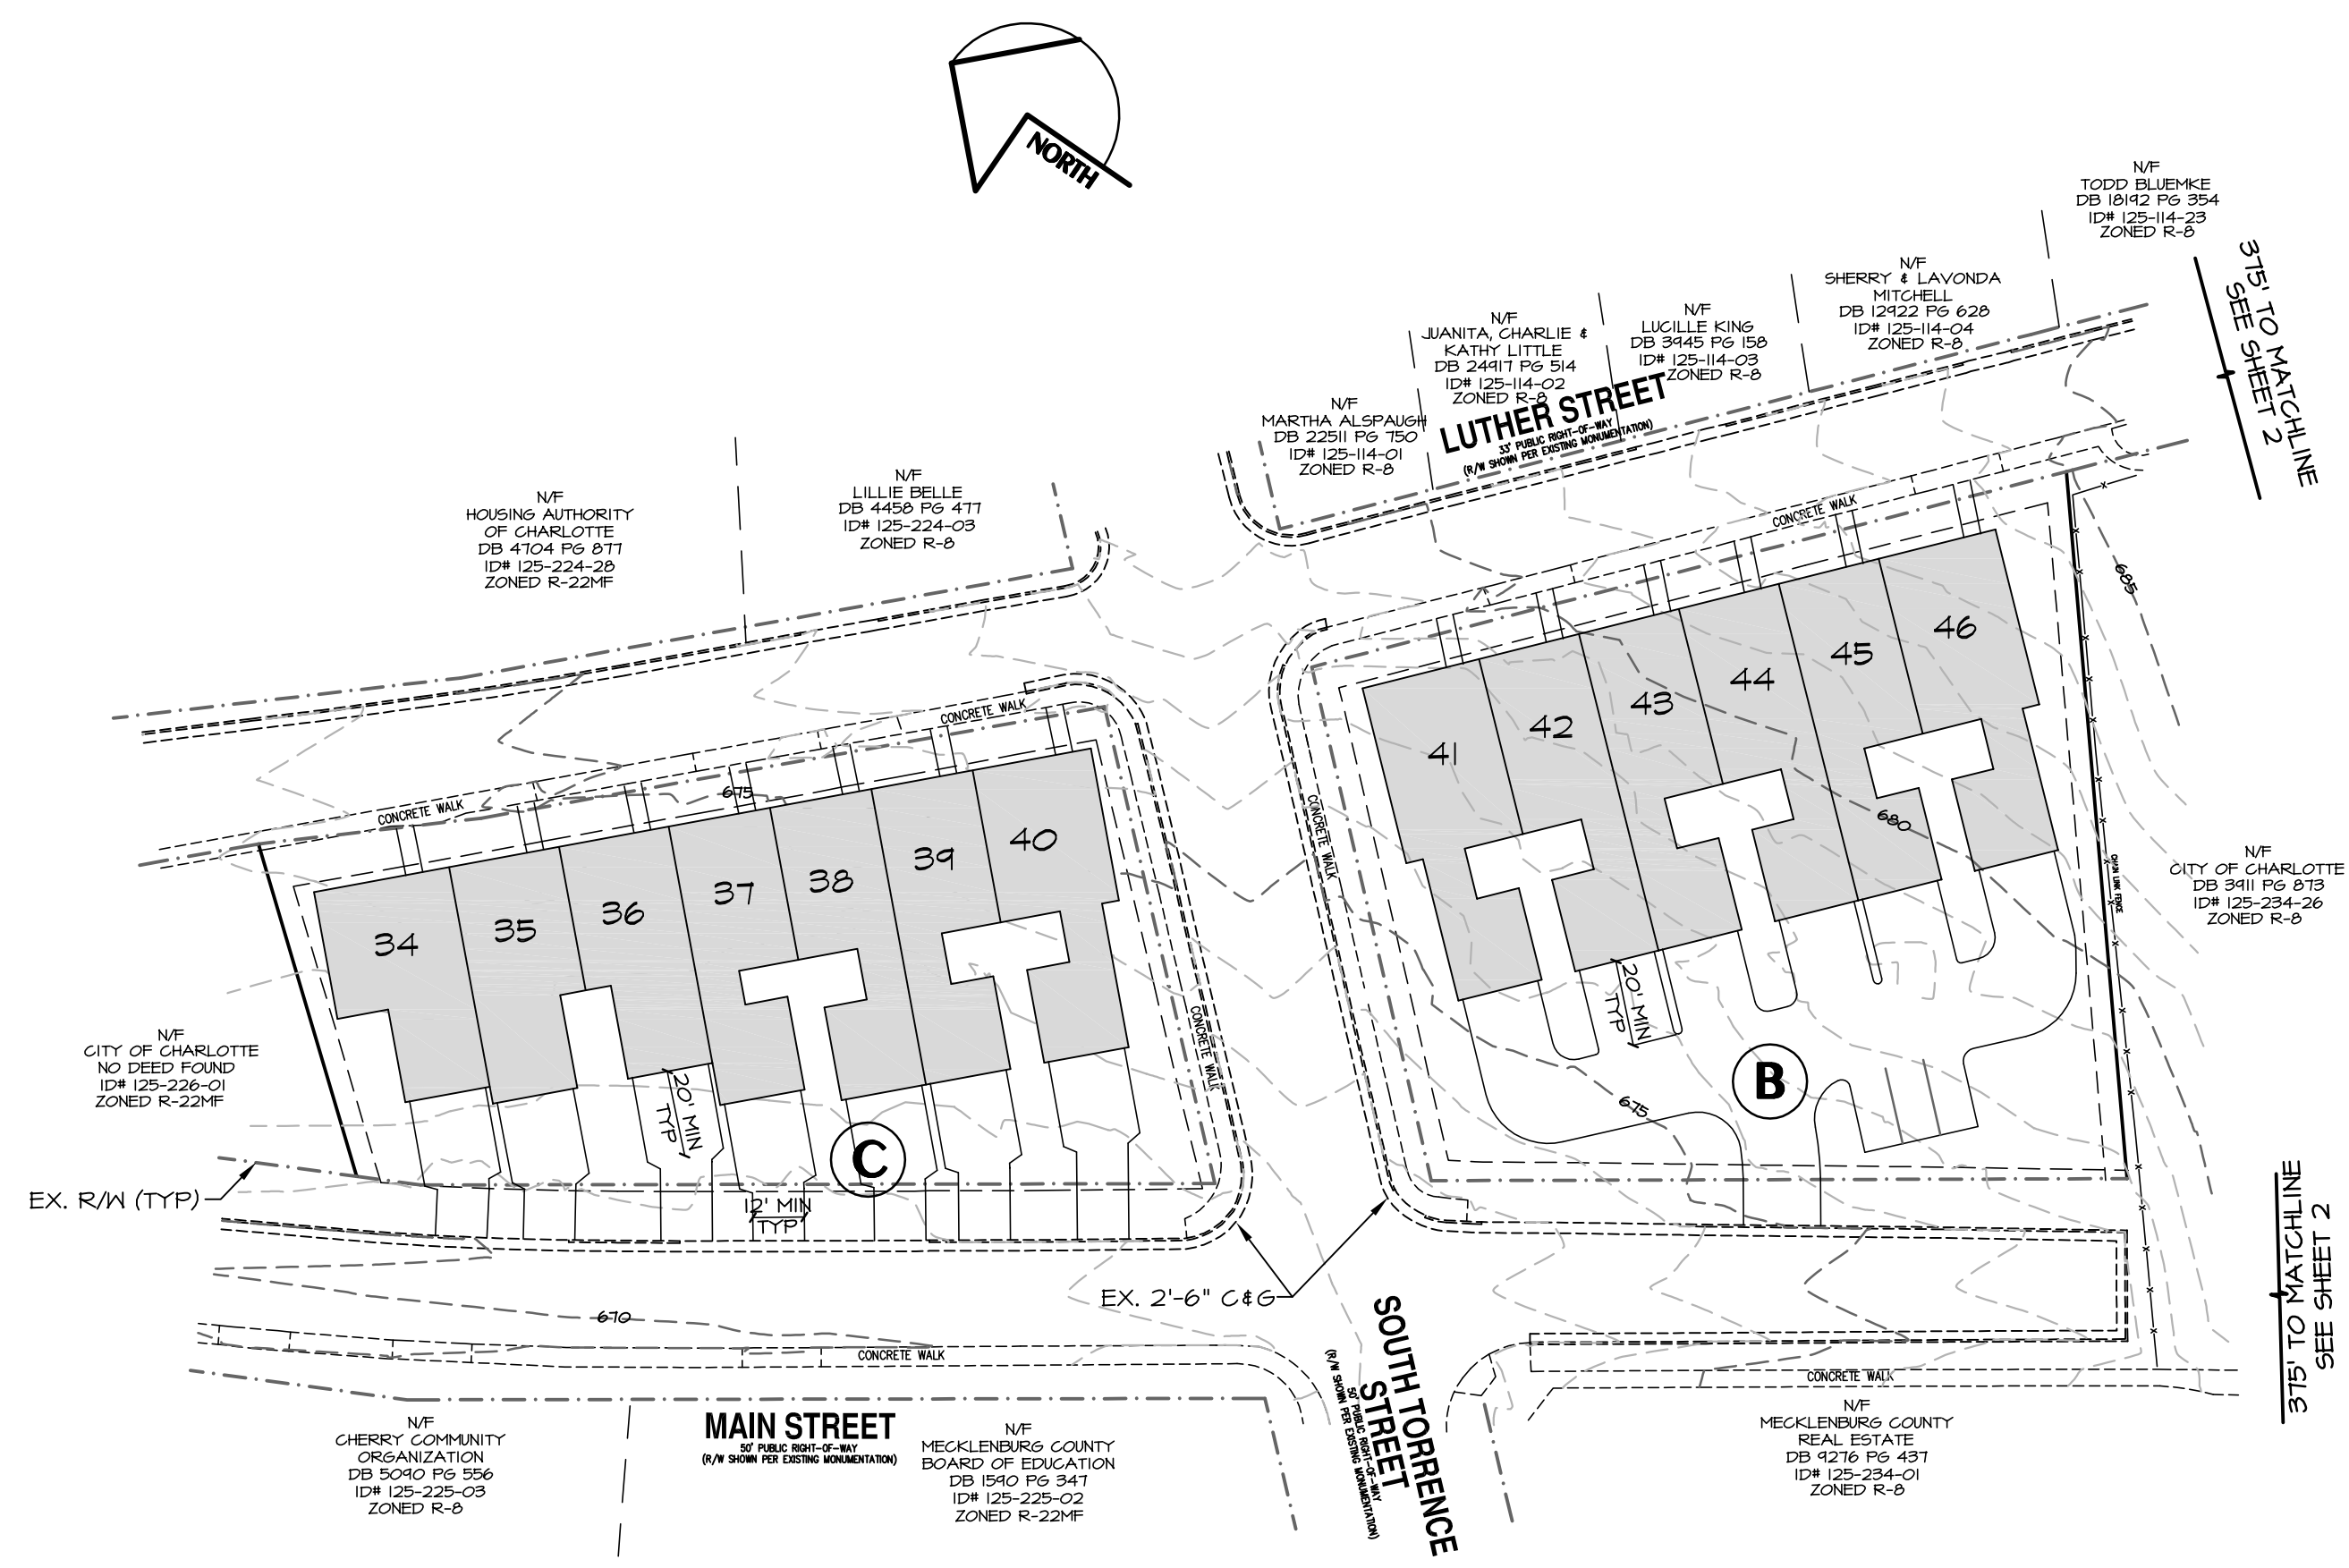 NORTH
N/F
TODD BLUEMKE
DB 18192 PG 354
ID# 125-114-23
ZONED R-8
375' TO MATCHLINE
SEE SHEET 2
N/F
SHERRY & LAVONDA
MITCHELL
DB 12922 PG 628
ID# 125-114-04
ZONED R-8
N/F
LUCILLE KING
DB 3945 PG 158
ID# 125-114-03
ZONED R-8
N/F
JUANITA, CHARLIE &
KATHY LITTLE
DB 24917 PG 514
ID# 125-114-02
ZONED R-8
N/F
MARTHA ALSPAUGH
DB 22511 PG 750
ID# 125-114-01
ZONED R-8
LUTHER STREET
33' PUBLIC RIGHT-OF-WAY
(R/W SHOWN PER EXISTING MONUMENTATION)
N/F
LILLIE BELLE
DB 4458 PG 477
ID# 125-224-03
ZONED R-8
N/F
HOUSING AUTHORITY
OF CHARLOTTE
DB 4704 PG 877
ID# 125-224-28
ZONED R-22MF
CONCRETE WALK
685
46
45
44
43
42
41
CONCRETE WALK
CONCRETE WALK
675
CONCRETE WALK
680
CHAIN LINK FENCE
40
39
38
37
36
35
34
N/F
CITY OF CHARLOTTE
DB 3911 PG 873
ID# 125-234-26
ZONED R-8
20' MIN
TYP
CONCRETE WALK
N/F
CITY OF CHARLOTTE
NO DEED FOUND
ID# 125-226-01
ZONED R-22MF
20' MIN
TYP
B
675
C
EX. R/W (TYP)
12' MIN
TYP
EX. 2'-6" C&G
375' TO MATCHLINE
SEE SHEET 2
670
CONCRETE WALK
CONCRETE WALK
SOUTH TORRENCE
STREET
50' PUBLIC RIGHT-OF-WAY
(R/W SHOWN PER EXISTING MONUMENTATION)
MAIN STREET
50' PUBLIC RIGHT-OF-WAY
(R/W SHOWN PER EXISTING MONUMENTATION)
N/F
CHERRY COMMUNITY
ORGANIZATION
DB 5090 PG 556
ID# 125-225-03
ZONED R-8
N/F
MECKLENBURG COUNTY
BOARD OF EDUCATION
DB 1590 PG 347
ID# 125-225-02
ZONED R-22MF
N/F
MECKLENBURG COUNTY
REAL ESTATE
DB 9276 PG 437
ID# 125-234-01
ZONED R-8